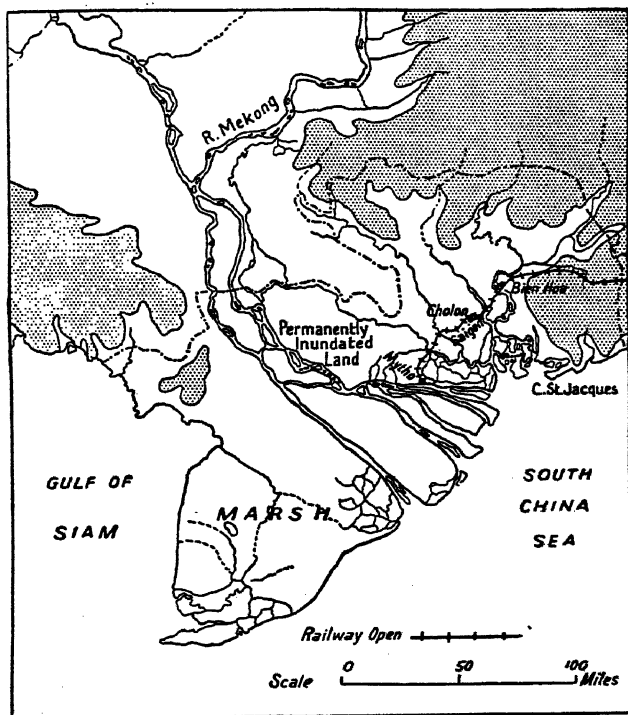 R. Mekong
Bien Hoa
Cholon
Saigon
Permanently
Inundated
Land
Mytho
C. St. Jacques
GULF OF
SIAM
MARSH
SOUTH
CHINA
SEA
Railway Open
Scale
0 50 100
Miles